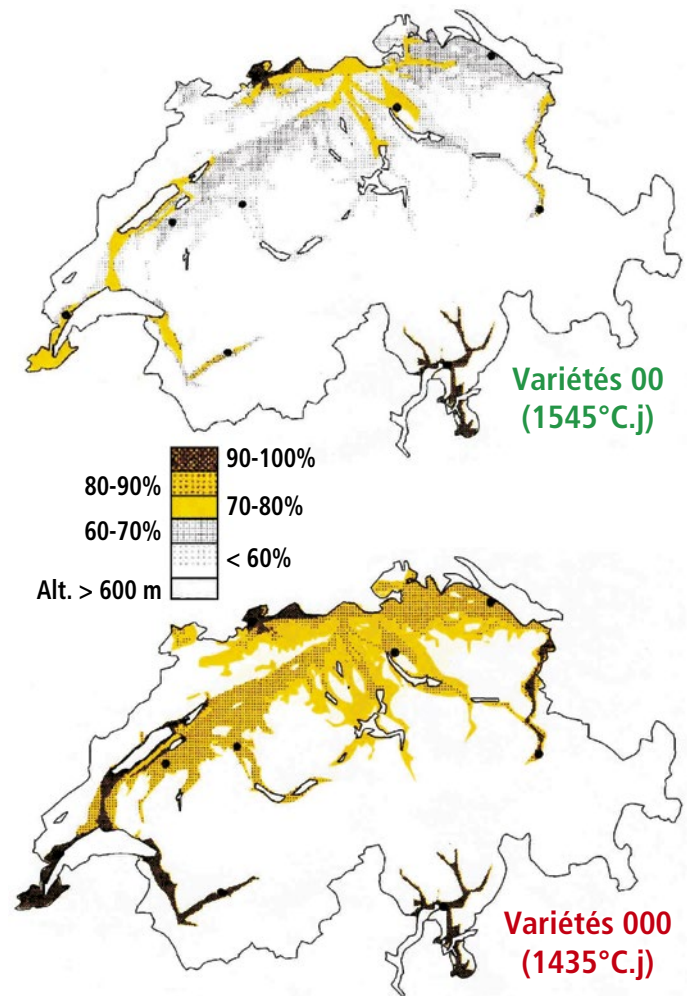 Variétés 00
(1545°C.j)
90-100%
80-90%
70-80%
60-70%
< 60%
Alt. > 600 m
Variétés 000
(1435°C.j)